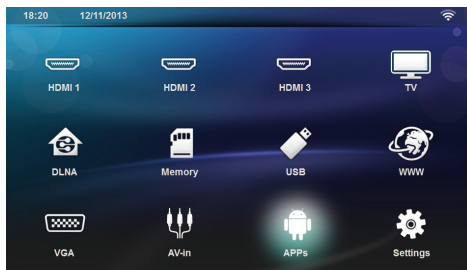 18:20 12/11/2013
HDMI 1 HDMI 2 HDMI 3 TV
DLNA Memory USB WWW
VGA AV-in APPs Settings